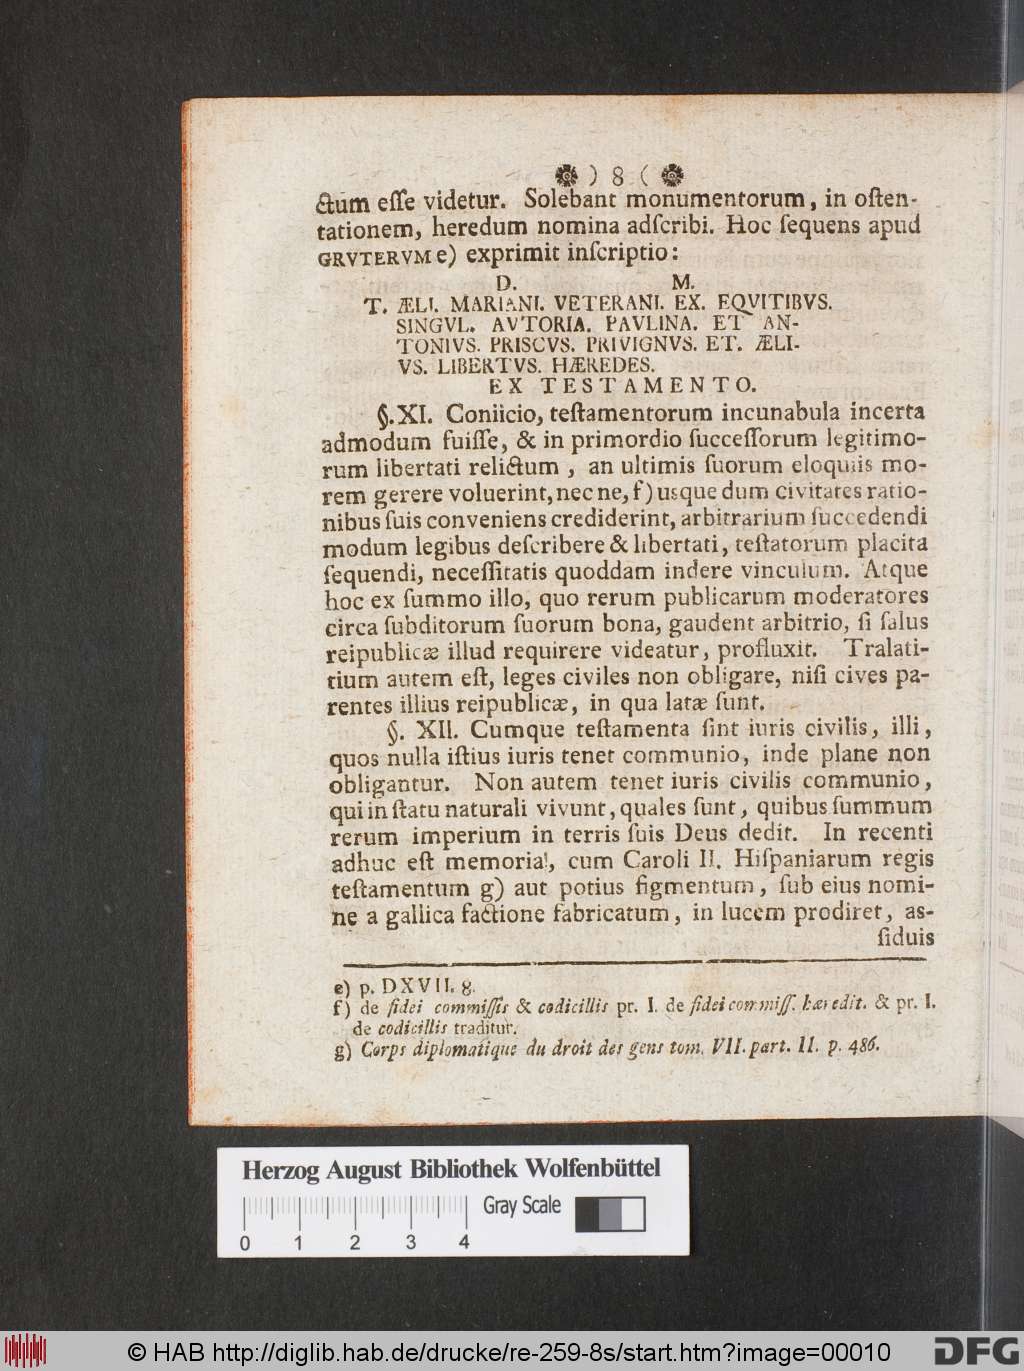 ) 8 (
ctum eſſe videtur. Solebant monumentorum, in oſten-
tationem, heredum nomina adſcribi. Hoc ſequens apud
GRVTERVM e) exprimit inſcriptio:
D. M.
T. ÆLI. MARIANI. VETERANI. EX. EQVITIBVS.
SINGVL. AVTORIA. PAVLINA. ET AN-
TONIVS. PRISCVS. PRIVIGNVS. ET. ÆLI-
VS. LIBERTVS. HÆREDES.
EX TESTAMENTO.
§. XI. Coniicio, teſtamentorum incunabula incerta
admodum fuiſſe, & in primordio ſucceſſorum legitimo-
rum libertati relictum, an ultimis ſuorum eloquiis mo-
rem gerere voluerint, nec ne, f) usque dum civitates ratio-
nibus ſuis conveniens crediderint, arbitrarium ſuccedendi
modum legibus deſcribere & libertati, teſtatorum placita
ſequendi, neceſſitatis quoddam indere vinculum. Atque
hoc ex ſummo illo, quo rerum publicarum moderatores
circa ſubditorum ſuorum bona, gaudent arbitrio, ſi ſalus
reipublicæ illud requirere videatur, profluxit. Tralati-
tium autem eſt, leges civiles non obligare, niſi cives pa-
rentes illius reipublicæ, in qua latæ ſunt.
§. XII. Cumque teſtamenta ſint iuris civilis, illi,
quos nulla iſtius iuris tenet communio, inde plane non
obligantur. Non autem tenet iuris civilis communio,
qui in ſtatu naturali vivunt, quales ſunt, quibus ſummum
rerum imperium in terris ſuis Deus dedit. In recenti
adhuc eſt memoria, cum Caroli II. Hiſpaniarum regis
teſtamentum g) aut potius figmentum, ſub eius nomi-
ne a gallica factione fabricatum, in lucem prodiret, as-
ſiduis
e) p. DXVII. 8.
f) de fidei commiſſis & codicillis pr. I. de fidei commiſſ. hæredit. & pr. I.
de codicillis traditur.
g) Corps diplomatique du droit des gens tom. VII. part. II. p. 486.
Herzog August Bibliothek Wolfenbüttel
Gray Scale
0 1 2 3 4
© HAB http://diglib.hab.de/drucke/re-259-8s/start.htm?image=00010
DFG